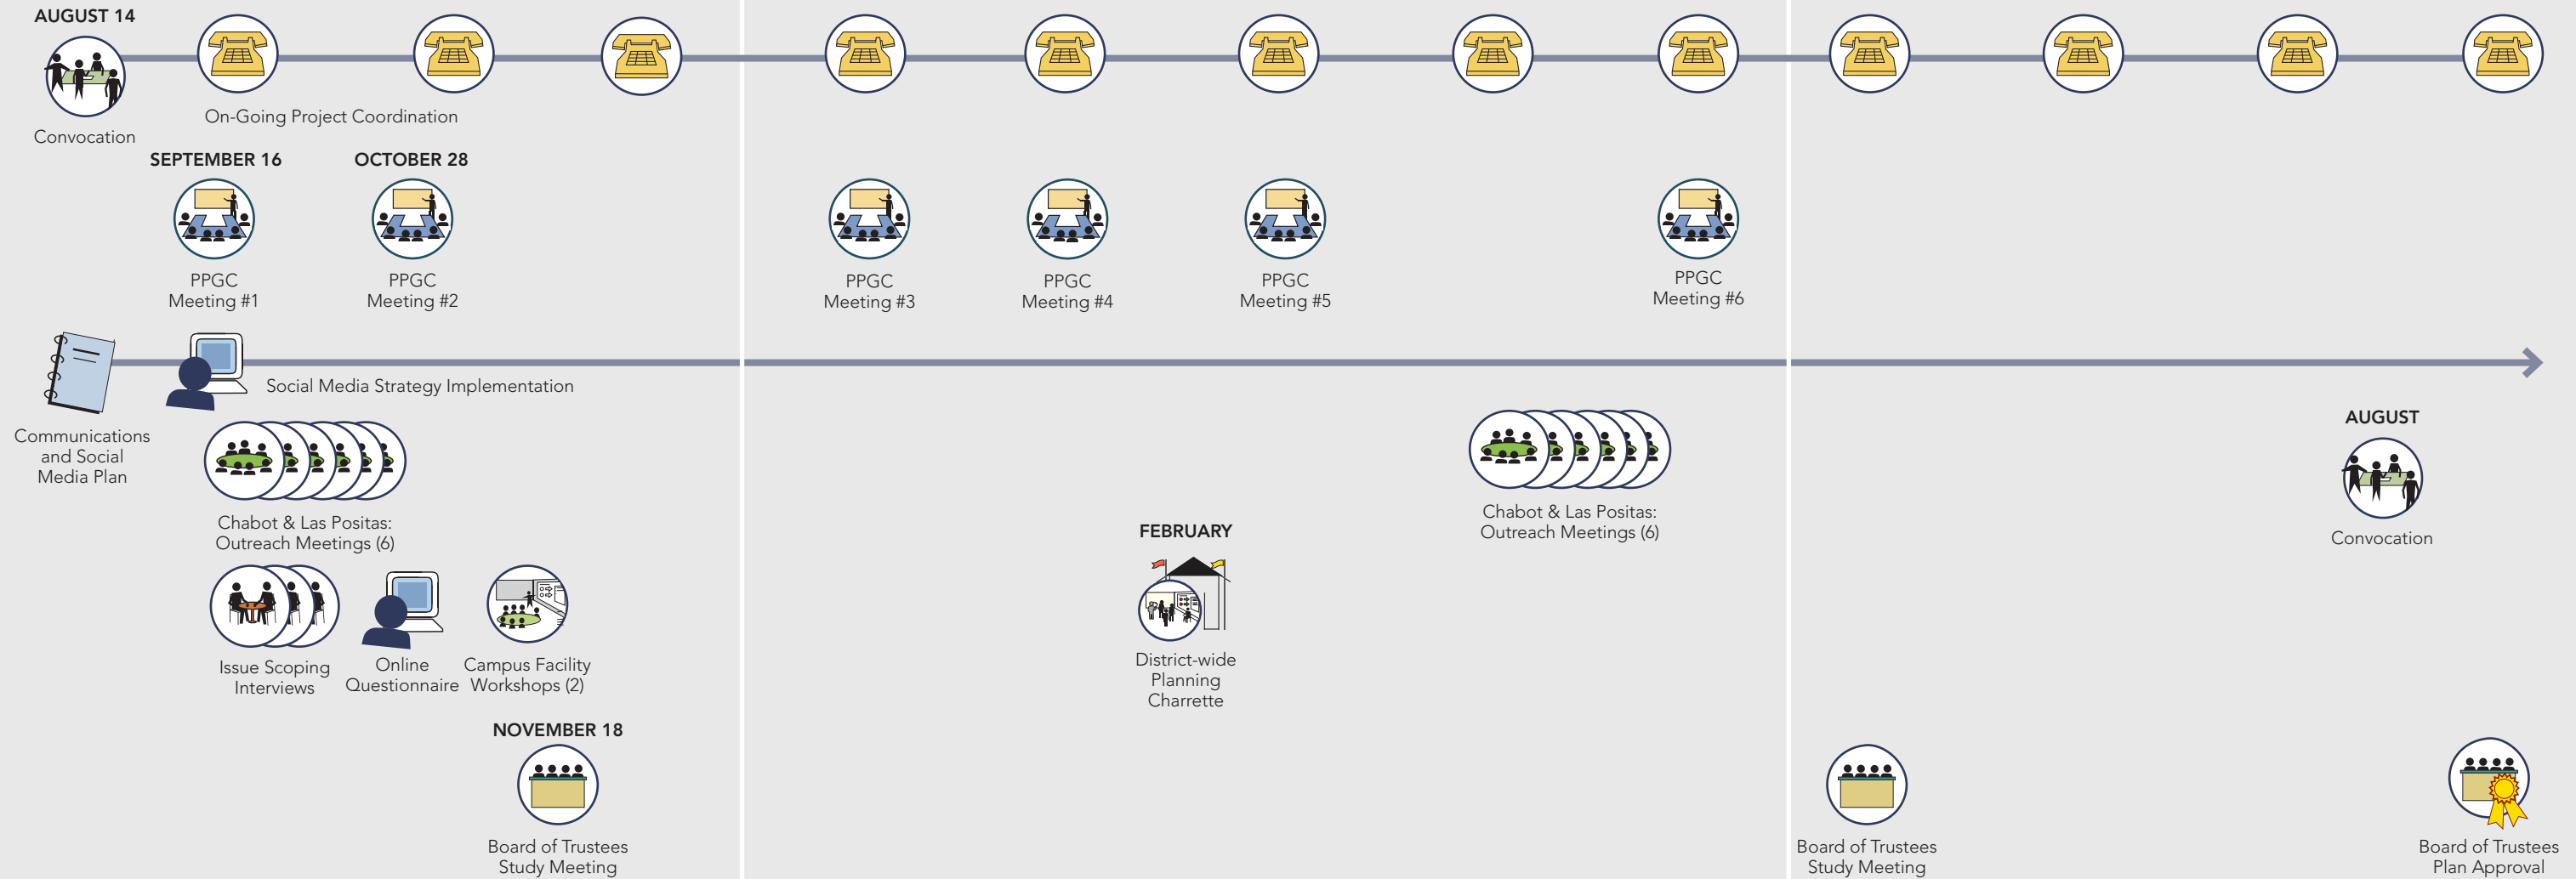 AUGUST 14
Convocation
On-Going Project Coordination
SEPTEMBER 16
OCTOBER 28
PPGC
Meeting #1
PPGC
Meeting #2
PPGC
Meeting #3
PPGC
Meeting #4
PPGC
Meeting #5
PPGC
Meeting #6
Communications
and Social
Media Plan
Social Media Strategy Implementation
Chabot & Las Positas:
Outreach Meetings (6)
Chabot & Las Positas:
Outreach Meetings (6)
AUGUST
Convocation
FEBRUARY
District-wide
Planning
Charrette
Issue Scoping
Interviews
Online
Questionnaire
Campus Facility
Workshops (2)
NOVEMBER 18
Board of Trustees
Study Meeting
Board of Trustees
Study Meeting
Board of Trustees
Plan Approval